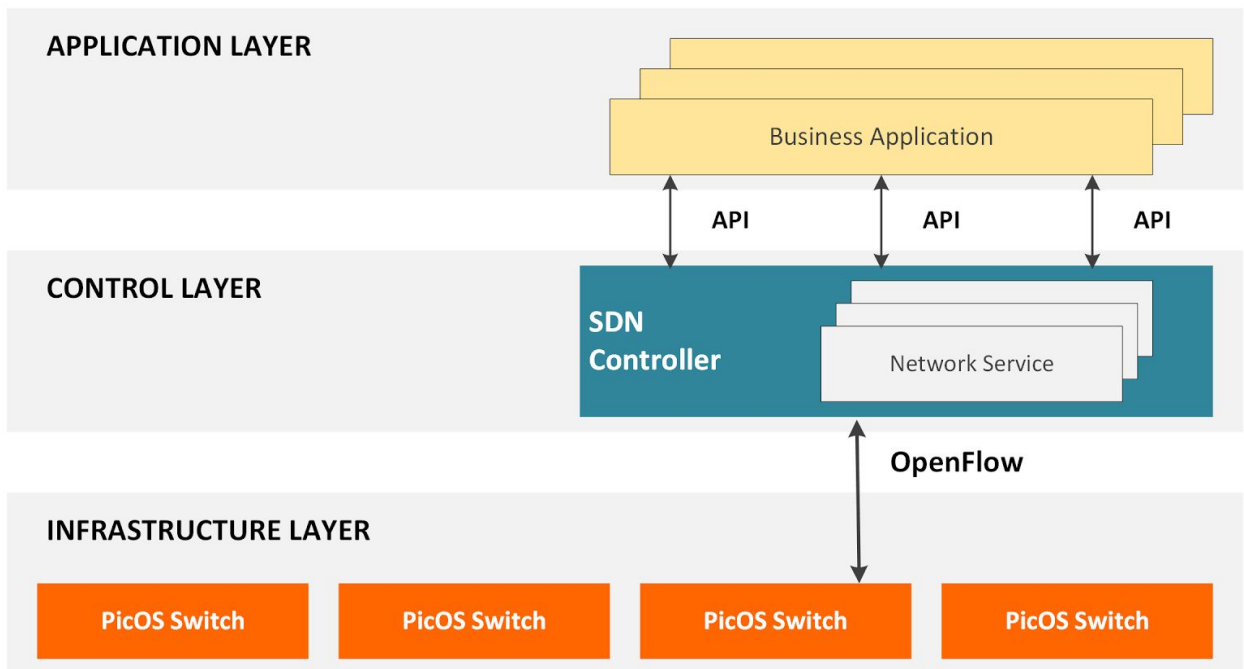 APPLICATION LAYER
Business Application
API
API
API
CONTROL LAYER
SDN
Controller
Network Service
OpenFlow
INFRASTRUCTURE LAYER
PicOS Switch
PicOS Switch
PicOS Switch
PicOS Switch